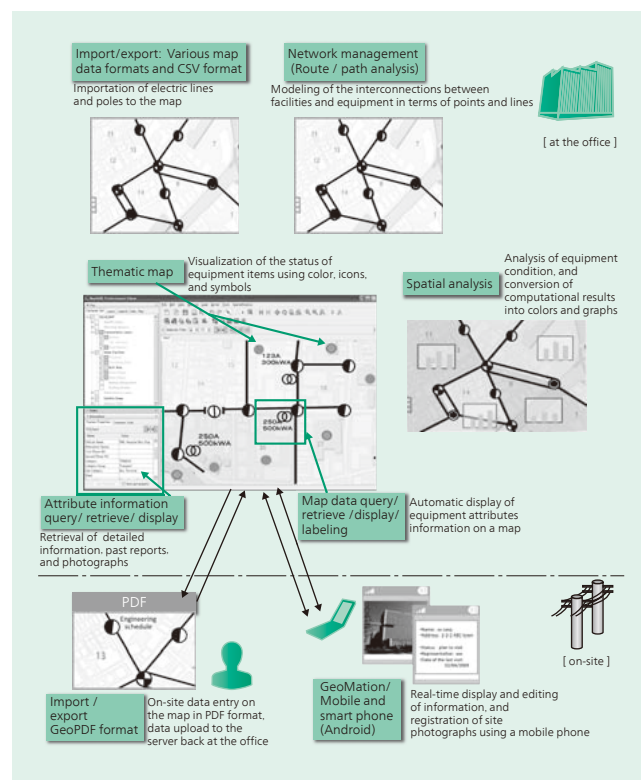 Import/export: Various map
data formats and CSV format
Importation of electric lines
and poles to the map
Network management
(Route / path analysis)
Modeling of the interconnections between
facilities and equipment in terms of points and lines
[ at the office ]
Thematic map
Visualization of the status of
equipment items using color, icons,
and symbols
Spatial analysis
Analysis of equipment
condition, and
conversion of
computational results
into colors and graphs
123A
300kWA
250A
500kWA
250A
500kWA
Attribute information
query/ retrieve/ display
Retrieval of detailed
information, past reports,
and photographs
Map data query/
retrieve /display/
labeling
Automatic display of
equipment attributes
information on a map
PDF
Engineering
schedule
13
Import /
export
GeoPDF format
On-site data entry on
the map in PDF format,
data upload to the
server back at the office
GeoMation/
Mobile and
smart phone
(Android)
Real-time display and editing
of information, and
registration of site
photographs using a mobile phone
[ on-site ]